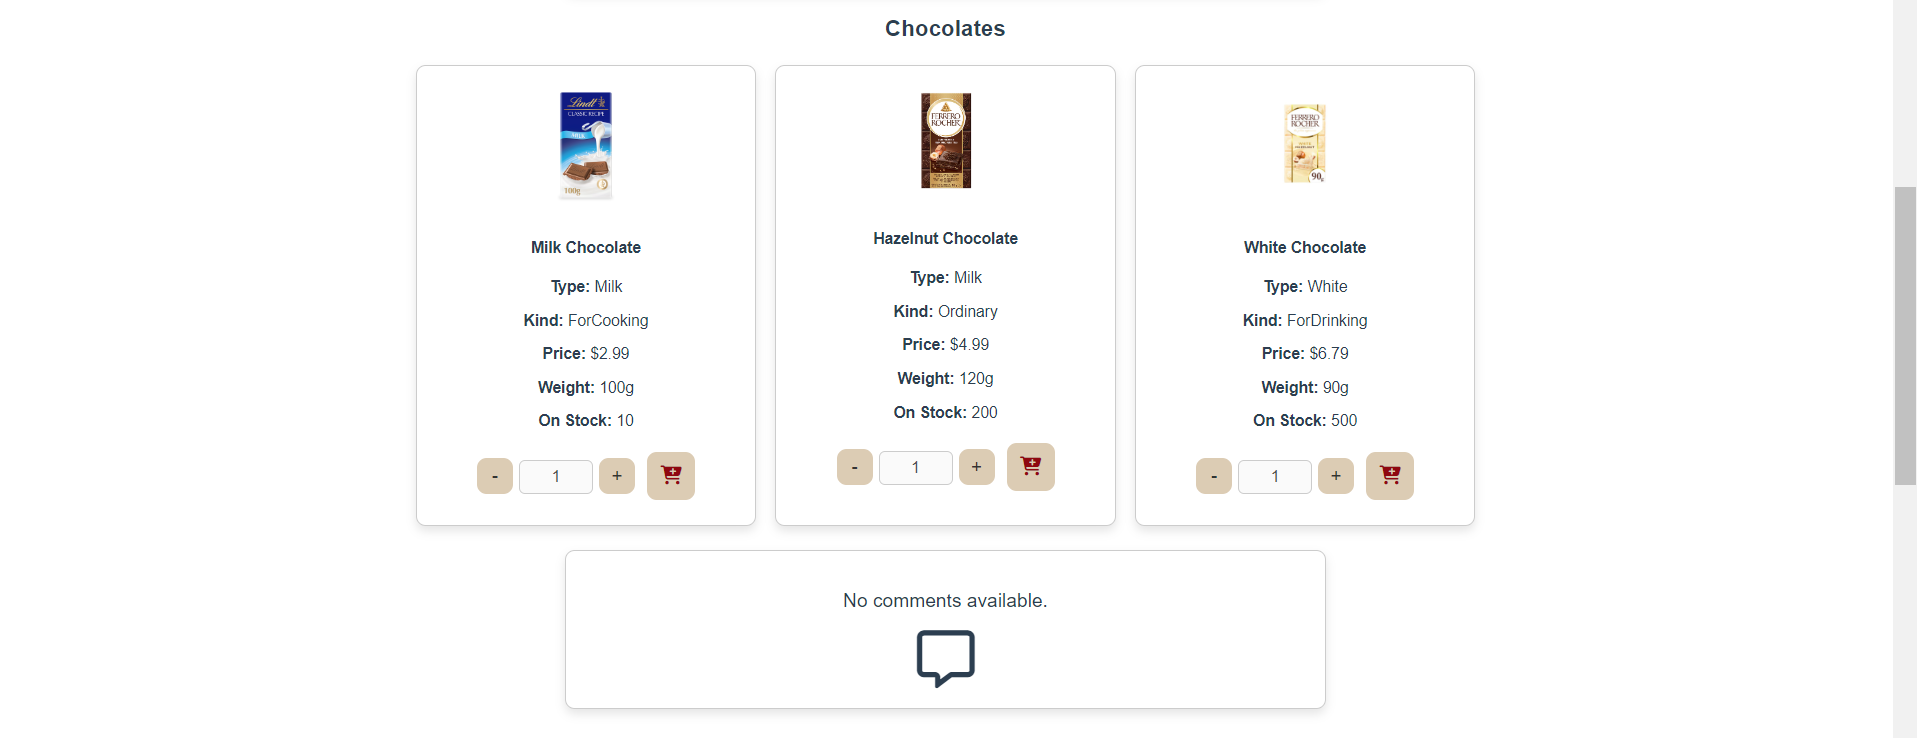 Chocolates
Lindt
CLASSIC RECIPE
MILK
100g
Milk Chocolate
Type: Milk
Kind: ForCooking
Price: $2.99
Weight: 100g
On Stock: 10
- 1 +
FERRERO
ROCHER
Hazelnut Chocolate
Type: Milk
Kind: Ordinary
Price: $4.99
Weight: 120g
On Stock: 200
- 1 +
FERRERO
ROCHER
90g
White Chocolate
Type: White
Kind: ForDrinking
Price: $6.79
Weight: 90g
On Stock: 500
- 1 +
No comments available.